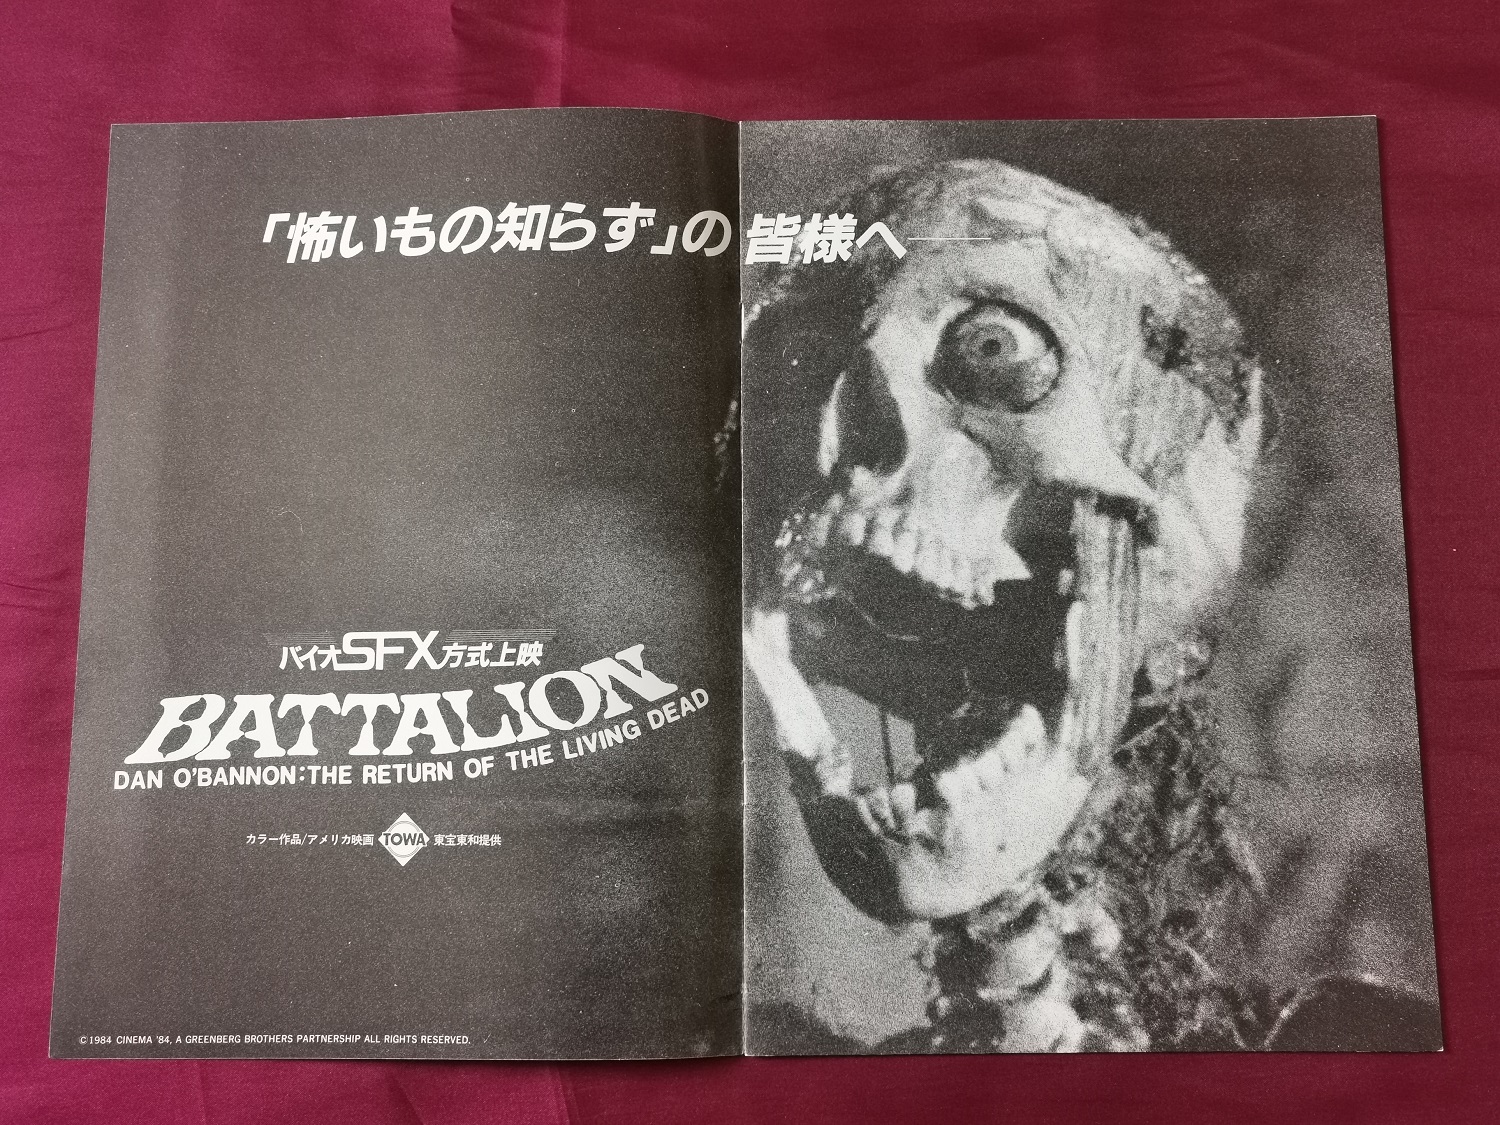 「怖いもの知らず」の皆様へ——
バイオSFX方式上映
BATTALION
DAN O'BANNON:THE RETURN OF THE LIVING DEAD
カラー作品/アメリカ映画 TOWA 東宝東和提供
©1984 CINEMA '84, A GREENBERG BROTHERS PARTNERSHIP ALL RIGHTS RESERVED.